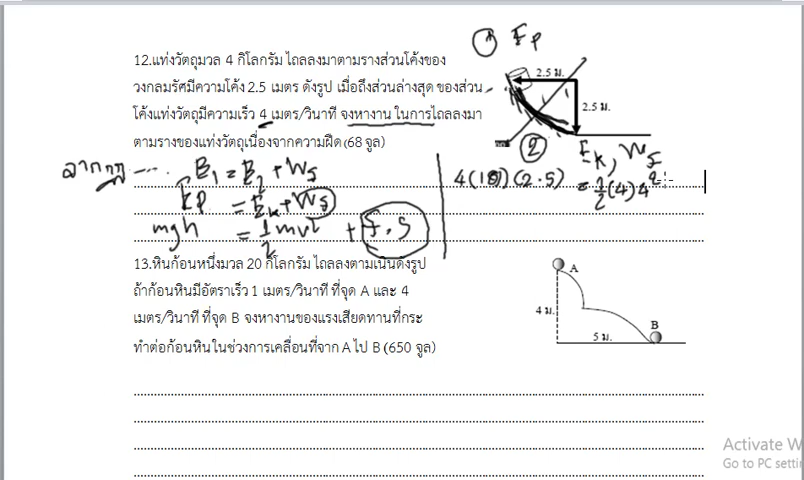 12.แท่งวัตถุมวล 4 กิโลกรัม ไถลลงมาตามรางส่วนโค้งของ
วงกลมรัศมีความโค้ง 2.5 เมตร ดังรูป เมื่อถึงส่วนล่างสุด ของส่วน
โค้งแท่งวัตถุมีความเร็ว 4 เมตร/วินาที จงหางาน ในการไถลลงมา
ตามรางของแท่งวัตถุเนื่องจากความฝืด (68 จูล)
① Ep
2.5 ม.
2.5 ม.
②
Ek, Wf
จากกฎ .... E1 = E2 + Wf
Ep = Ek + Wf
mgh = 1/2 mv² + f.s
4(10)(2.5) = 1/2 (4) 4²
13.หินก้อนหนึ่งมวล 20 กิโลกรัม ไถลลงตามเนินดังรูป
ถ้าก้อนหินมีอัตราเร็ว 1 เมตร/วินาที ที่จุด A และ 4
เมตร/วินาที ที่จุด B จงหางานของแรงเสียดทานที่กระ
ทำต่อก้อนหินในช่วงการเคลื่อนที่จาก A ไป B (650 จูล)
A
4 ม.
B
5 ม.
Activate W
Go to PC settin